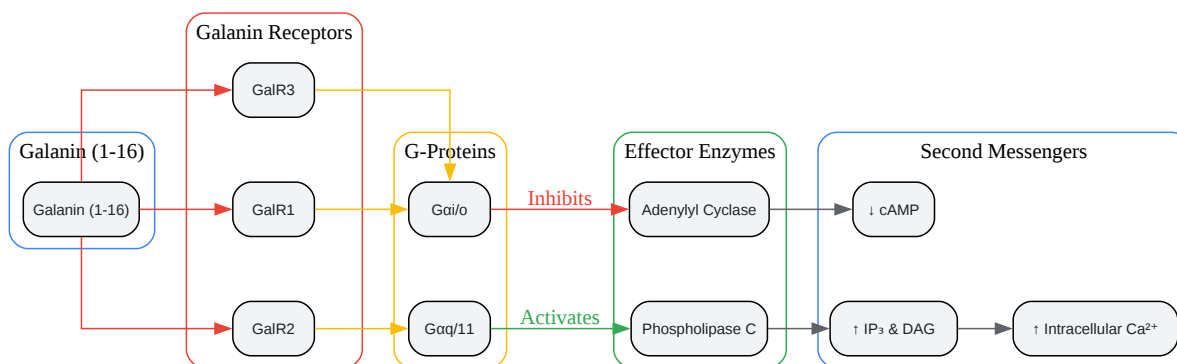 Galanin Receptors
GalR3
Galanin (1-16)
G-Proteins
Effector Enzymes
Second Messengers
Galanin (1-16)
GalR1
Gαi/o
Inhibits
Adenylyl Cyclase
↓ cAMP
GalR2
Gαq/11
Activates
Phospholipase C
↑ IP₃ & DAG
↑ Intracellular Ca²⁺